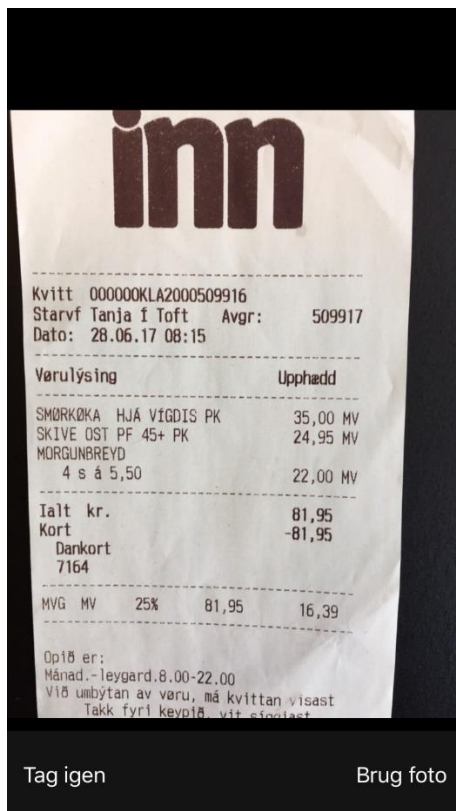 inn
Kvitt 000000KLA2000509916
Starvf Tanja Í Toft Avgr: 509917
Dato: 28.06.17 08:15
Vørulýsing Upphædd
SMØRKØKA HJÁ VÍGDIS PK 35,00 MV
SKIVE OST PF 45+ PK 24,95 MV
MORGUNBREYD
4 s á 5,50 22,00 MV
Ialt kr. 81,95
Kort -81,95
Dankort
7164
MVG MV 25% 81,95 16,39
Opið er:
Mánad.-leygard.8.00-22.00
Við umbýtan av vøru, má kvittan visast
Takk fyri keypið, vit síggjast
Tag igen Brug foto